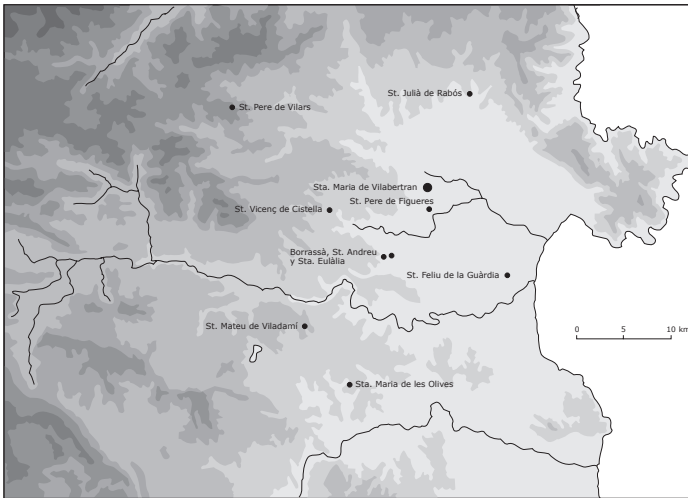 St. Julià de Rabós
St. Pere de Vilars
Sta. Maria de Vilabertran
St. Pere de Figueres
St. Vicenç de Cistella
Borrassà, St. Andreu
y Sta. Eulàlia
St. Feliu de la Guàrdia
St. Mateu de Viladamí
0 5 10 km
Sta. Maria de les Olives